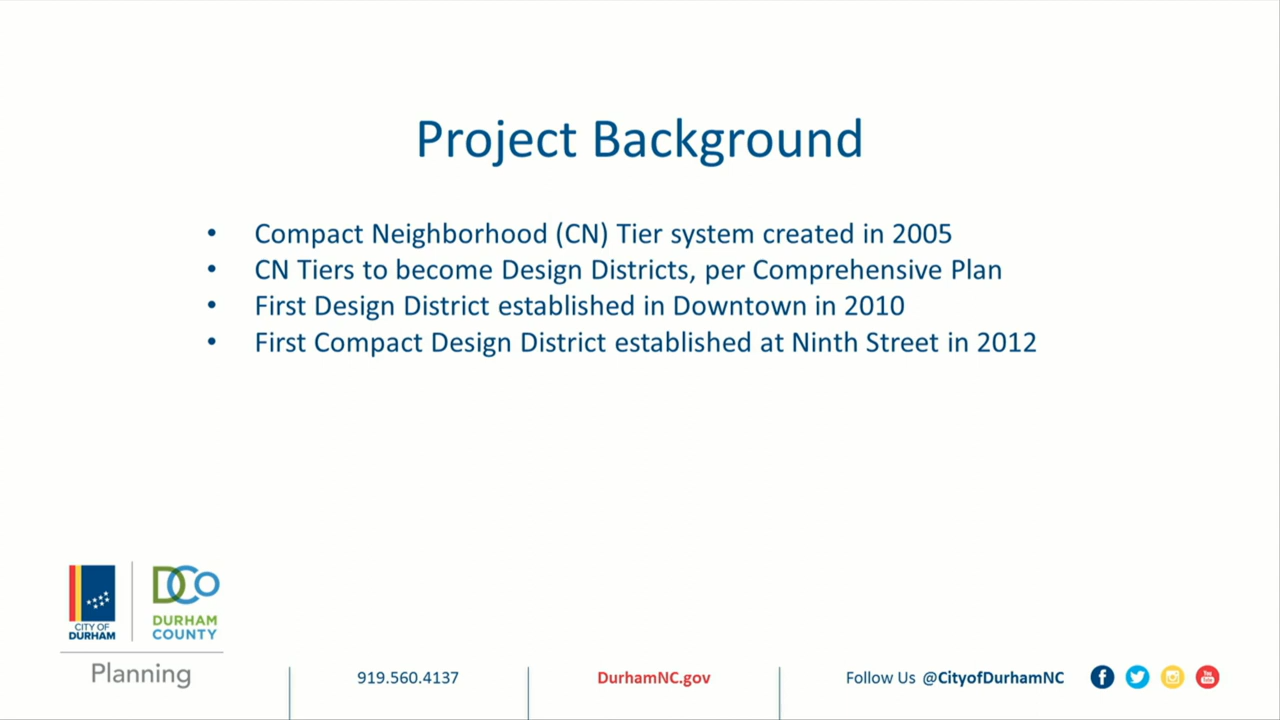 Project Background
• Compact Neighborhood (CN) Tier system created in 2005
• CN Tiers to become Design Districts, per Comprehensive Plan
• First Design District established in Downtown in 2010
• First Compact Design District established at Ninth Street in 2012
CITY OF
DURHAM
DCO
DURHAM
COUNTY
Planning
919.560.4137
DurhamNC.gov
Follow Us @CityofDurhamNC